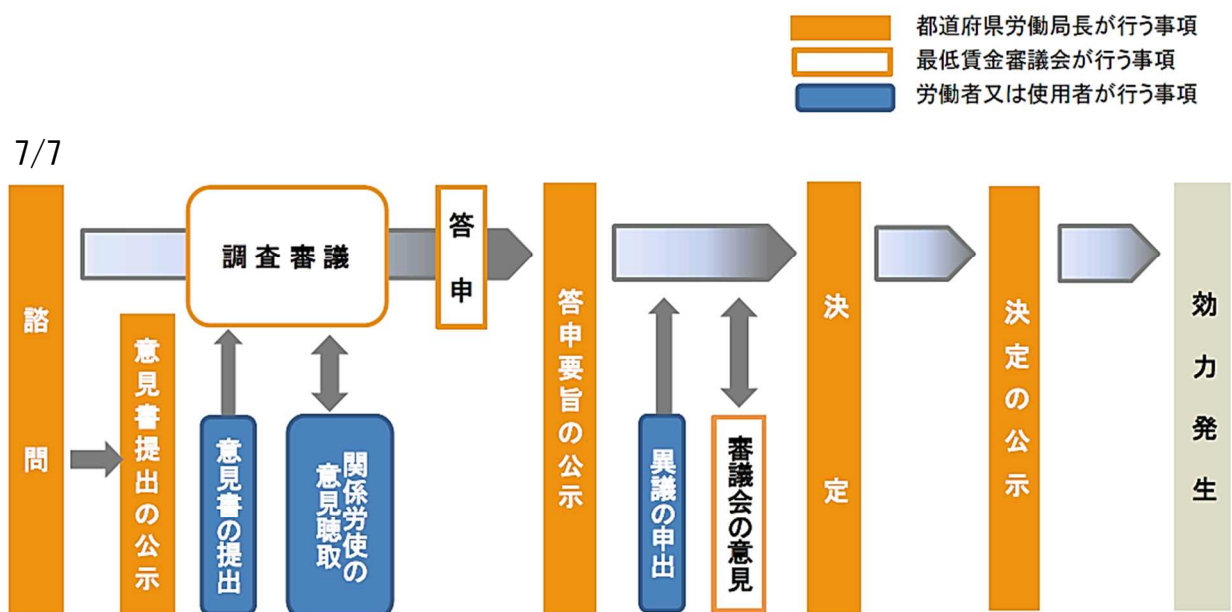 都道府県労働局長が行う事項
最低賃金審議会が行う事項
労働者又は使用者が行う事項
7/7
諮問
意見書提出の公示
調査審議
意見書の提出
関係労使の
意見聴取
答申
答申要旨の公示
異議の申出
審議会の意見
決定
決定の公示
効力発生